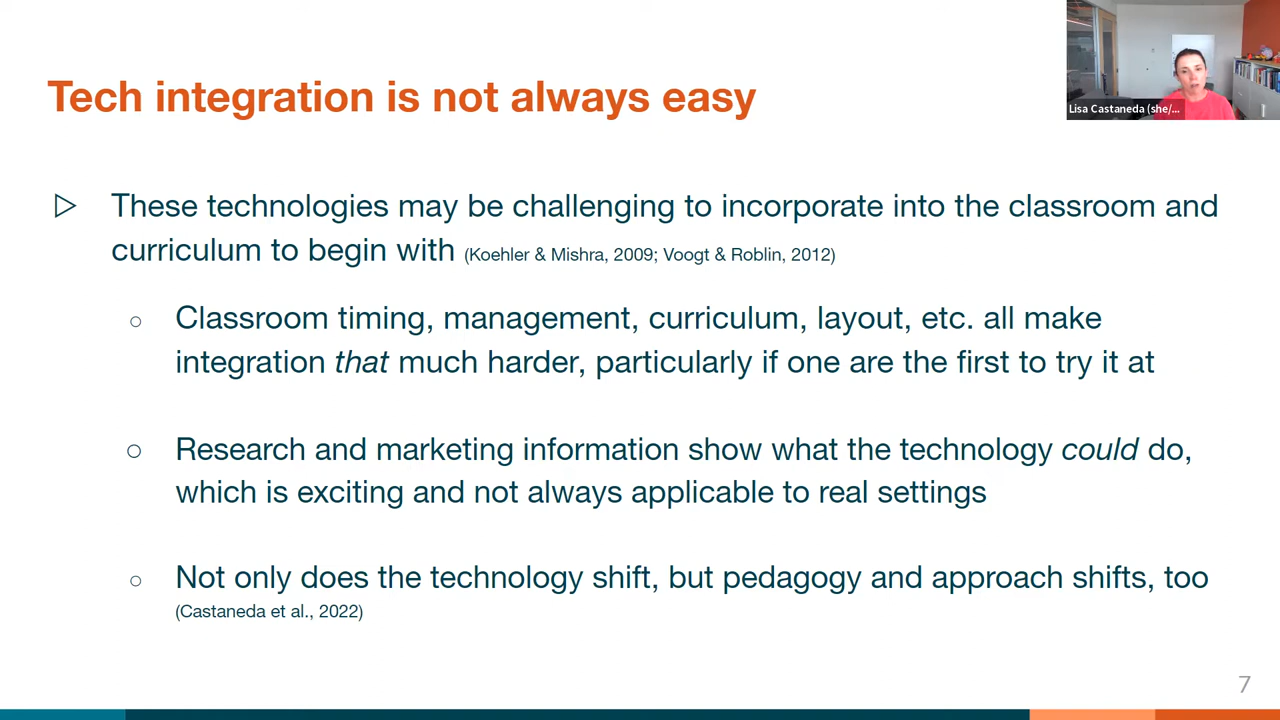 Tech integration is not always easy
Lisa Castaneda (she/...
These technologies may be challenging to incorporate into the classroom and
curriculum to begin with (Koehler & Mishra, 2009; Voogt & Roblin, 2012)
Classroom timing, management, curriculum, layout, etc. all make
integration that much harder, particularly if one are the first to try it at
Research and marketing information show what the technology could do,
which is exciting and not always applicable to real settings
Not only does the technology shift, but pedagogy and approach shifts, too
(Castaneda et al., 2022)
7